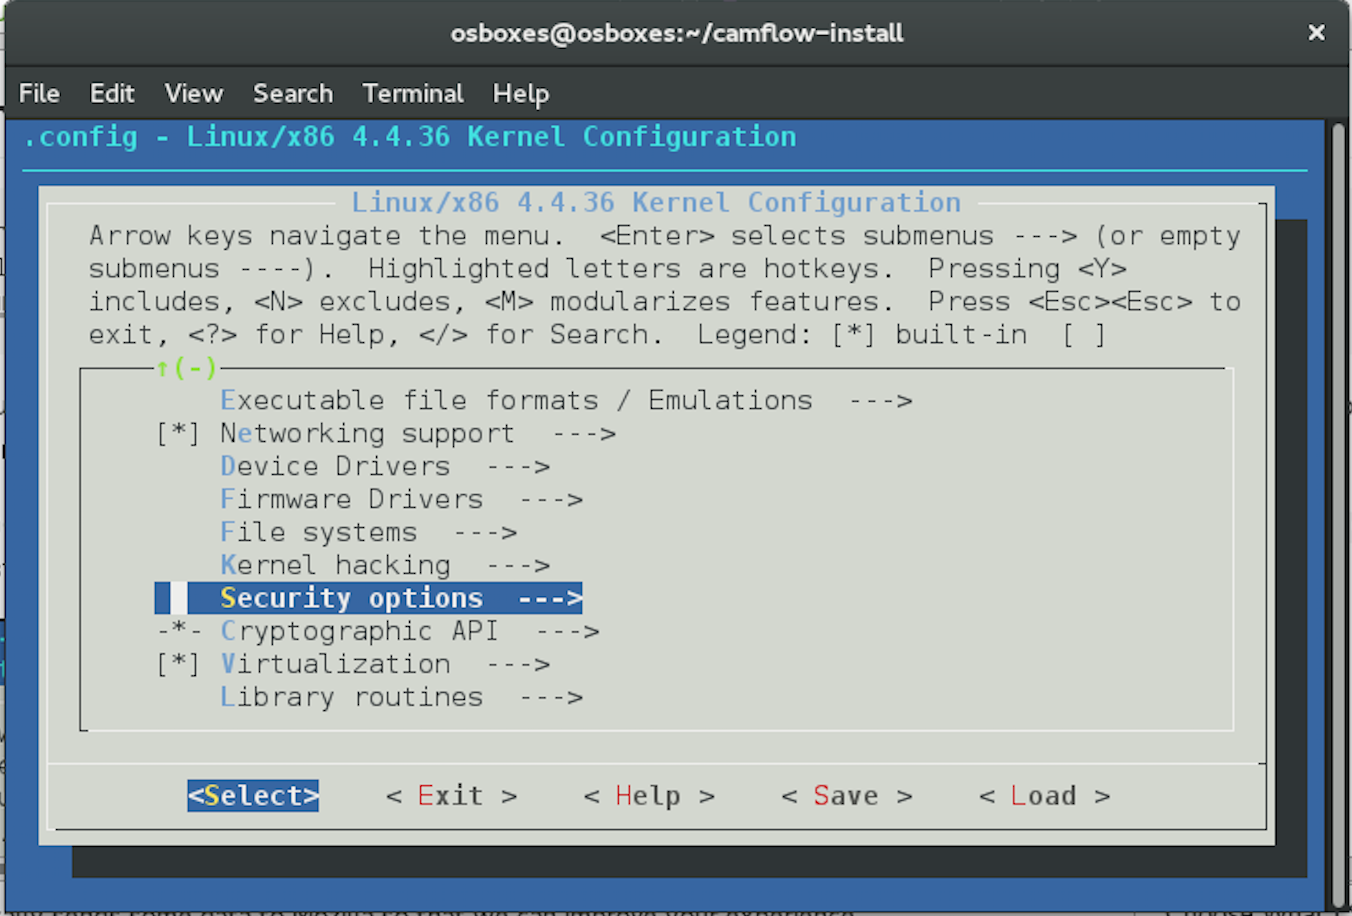 osboxes@osboxes:~/camflow-install ×
File Edit View Search Terminal Help
.config - Linux/x86 4.4.36 Kernel Configuration
Linux/x86 4.4.36 Kernel Configuration
Arrow keys navigate the menu.  <Enter> selects submenus ---> (or empty
submenus ----).  Highlighted letters are hotkeys.  Pressing <Y>
includes, <N> excludes, <M> modularizes features.  Press <Esc><Esc> to
exit, <?> for Help, </> for Search.  Legend: [*] built-in  [ ]
↑(-)
Executable file formats / Emulations  --->
[*] Networking support  --->
Device Drivers  --->
Firmware Drivers  --->
File systems  --->
Kernel hacking  --->
Security options  --->
-*- Cryptographic API  --->
[*] Virtualization  --->
Library routines  --->
<Select> < Exit > < Help > < Save > < Load >